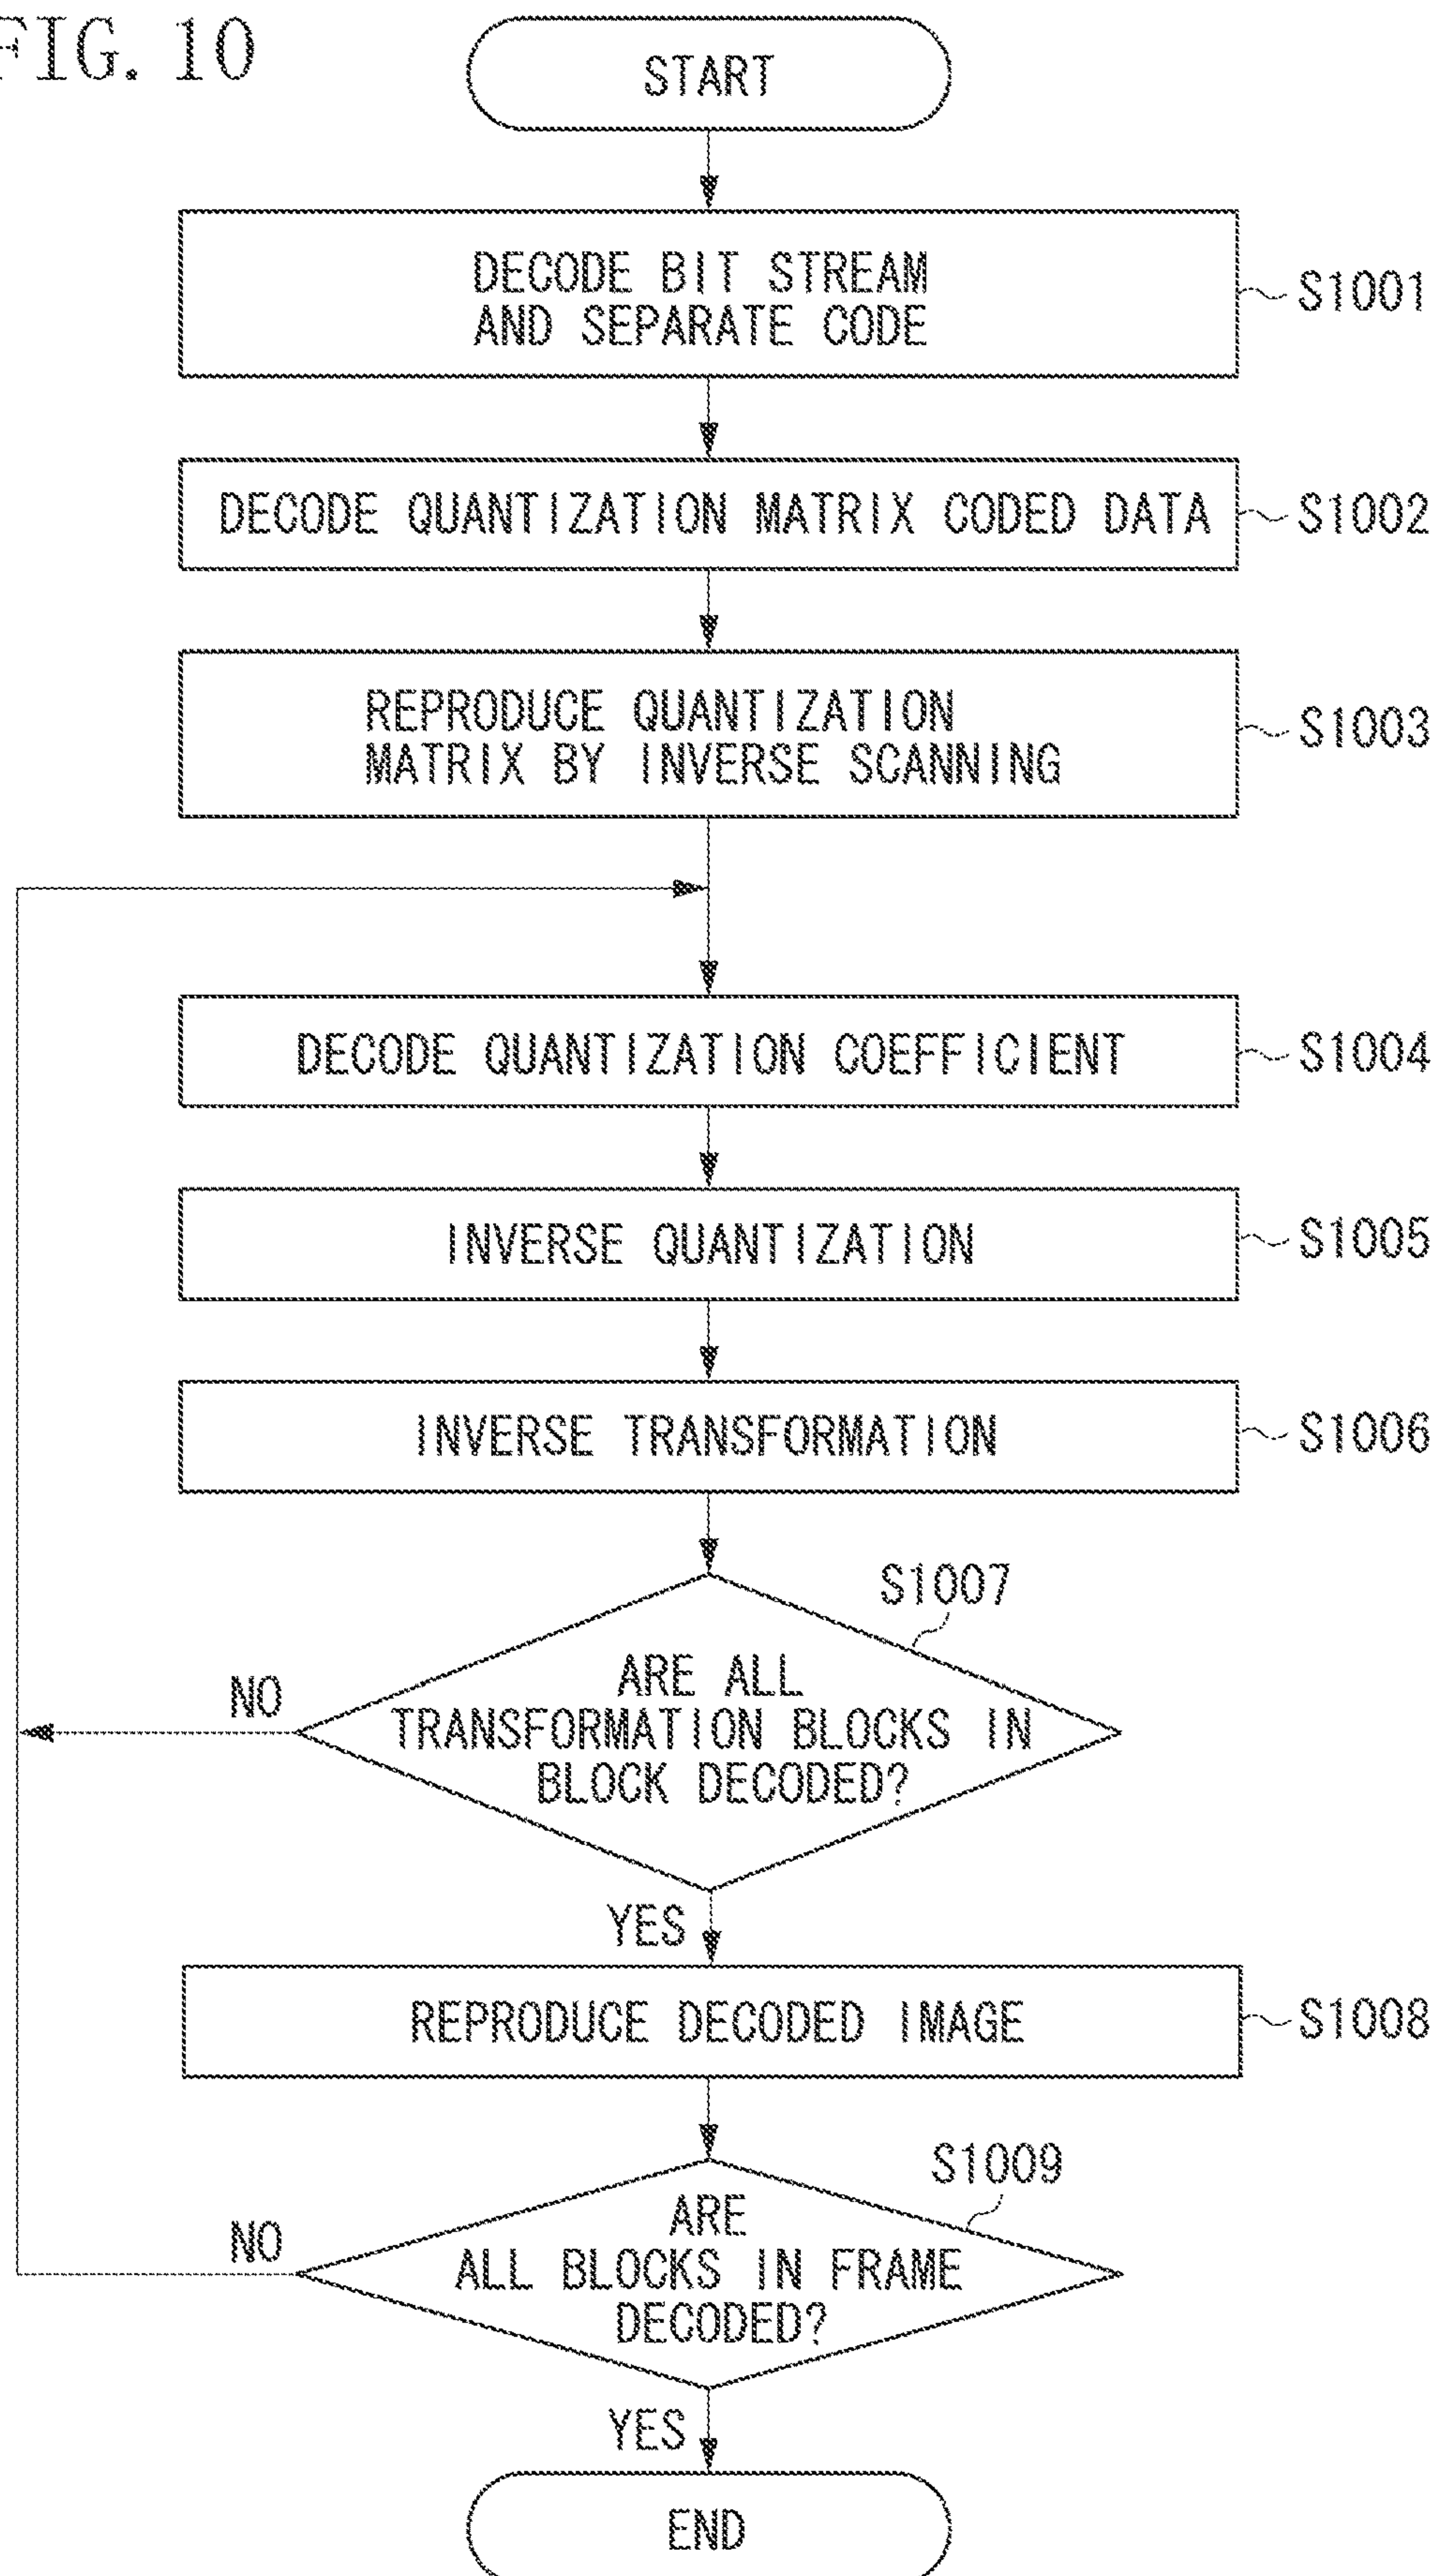 FIG. 10
START
DECODE BIT STREAM
AND SEPARATE CODE
S1001
DECODE QUANTIZATION MATRIX CODED DATA
S1002
REPRODUCE QUANTIZATION
MATRIX BY INVERSE SCANNING
S1003
DECODE QUANTIZATION COEFFICIENT
S1004
INVERSE QUANTIZATION
S1005
INVERSE TRANSFORMATION
S1006
S1007
ARE ALL
TRANSFORMATION BLOCKS IN
BLOCK DECODED?
NO
YES
REPRODUCE DECODED IMAGE
S1008
S1009
ARE
ALL BLOCKS IN FRAME
DECODED?
NO
YES
END